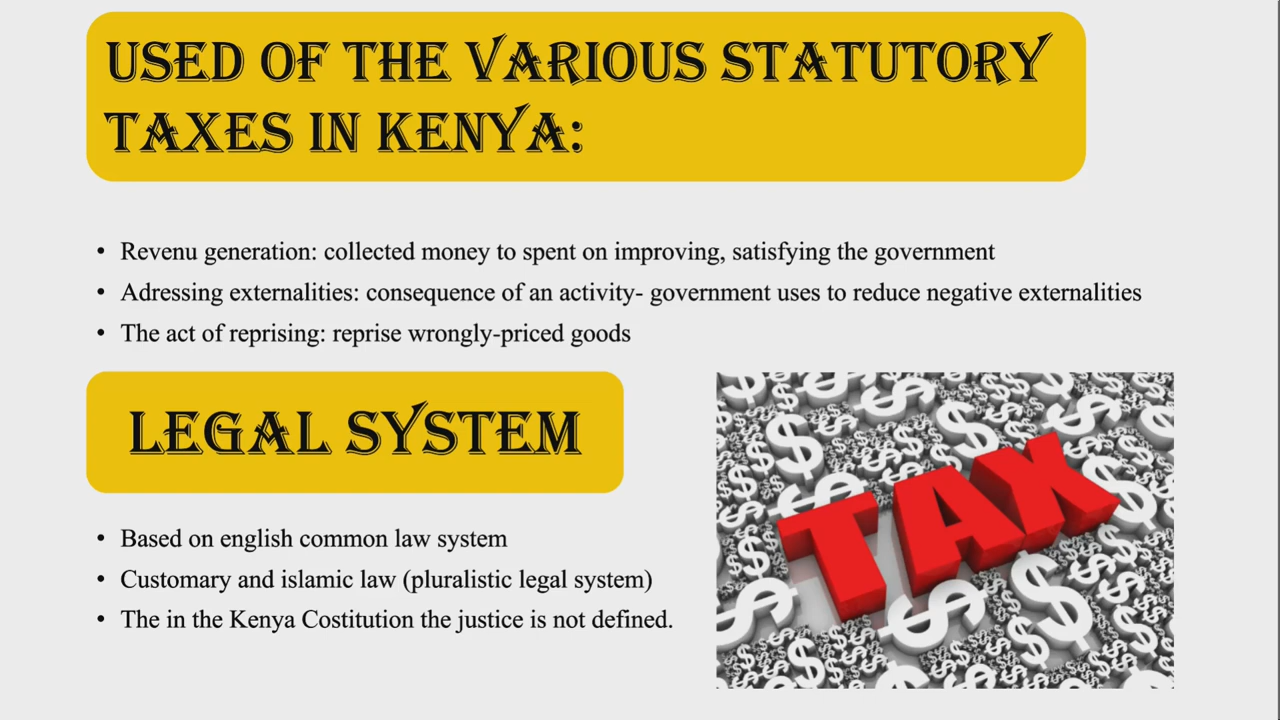 USED OF THE VARIOUS STATUTORY
TAXES IN KENYA:
• Revenu generation: collected money to spent on improving, satisfying the government
• Adressing externalities: consequence of an activity- government uses to reduce negative externalities
• The act of reprising: reprise wrongly-priced goods
LEGAL SYSTEM
• Based on english common law system
• Customary and islamic law (pluralistic legal system)
• The in the Kenya Costitution the justice is not defined.
TAX